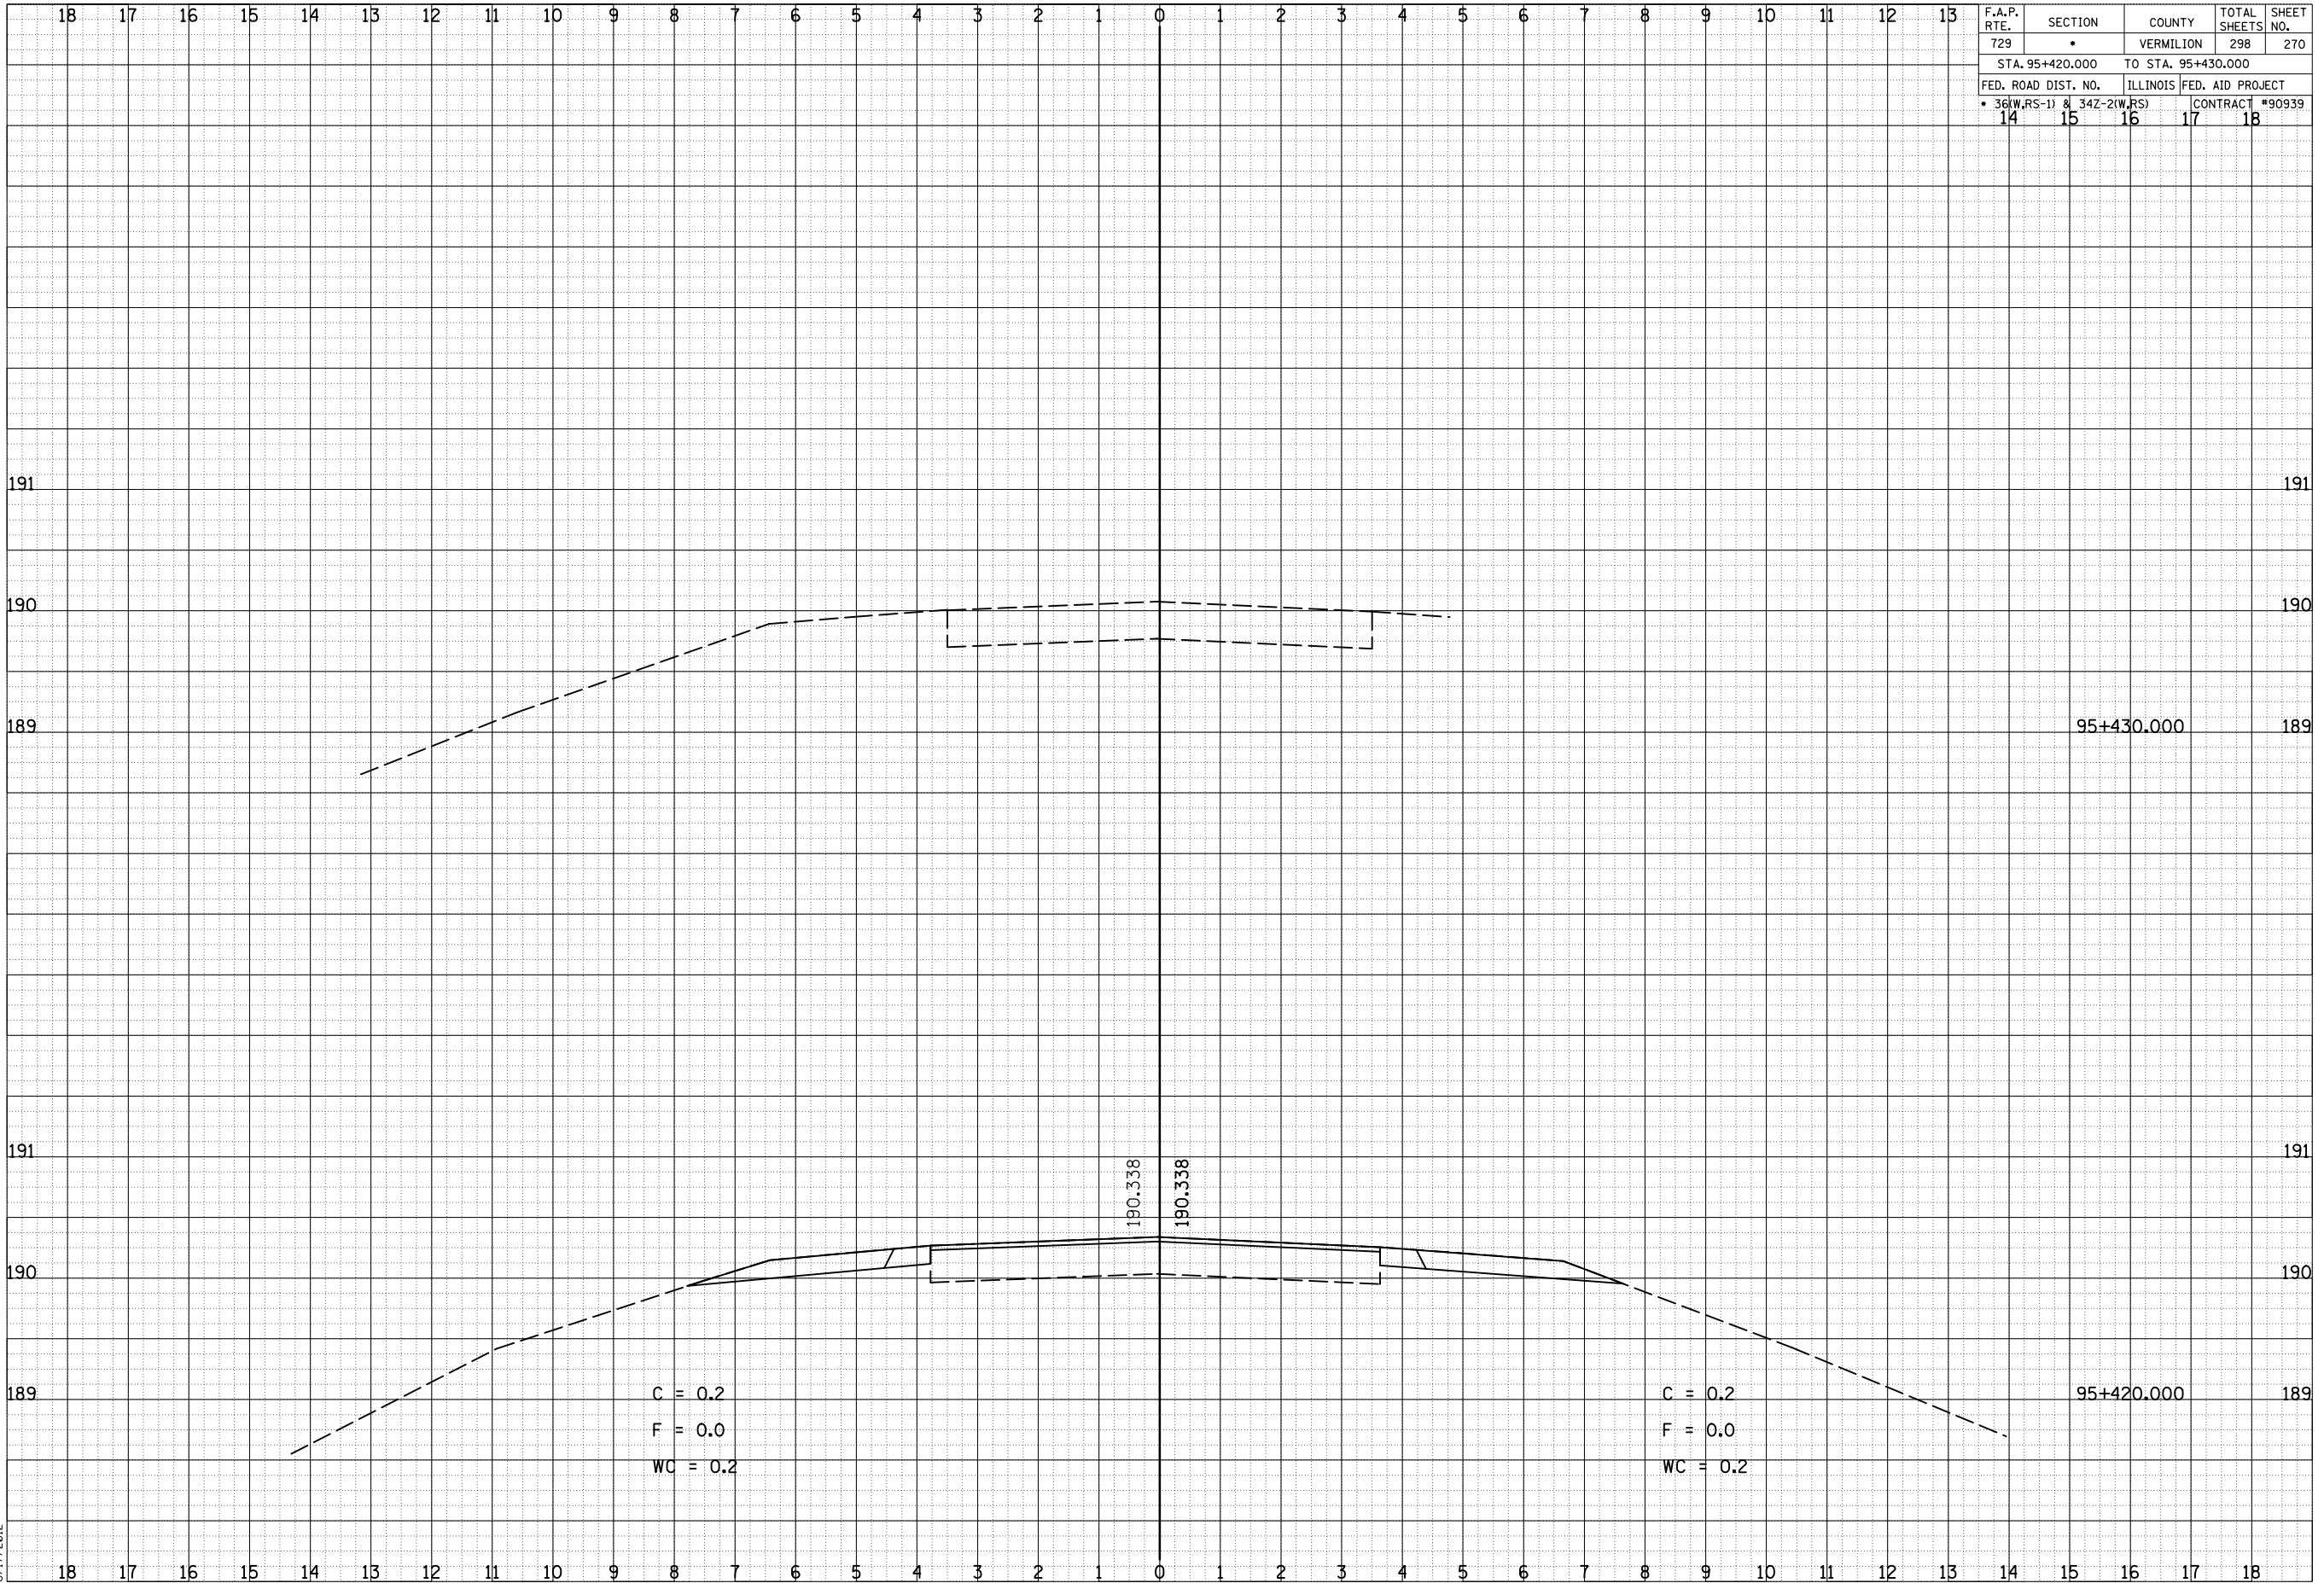 18 17 16 15 14 13 12 11 10 9 8 7 6 5 4 3 2 1 0 1 2 3 4 5 6 7 8 9 10 11 12 13
F.A.P. RTE. SECTION COUNTY TOTAL SHEETS SHEET NO.
729 * VERMILION 298 270
STA. 95+420.000 TO STA. 95+430.000
FED. ROAD DIST. NO. ILLINOIS FED. AID PROJECT
* 36(W,RS-1) & 34Z-2(W,RS) CONTRACT #90939
14 15 16 17 18
191 191
190 190
189 95+430.000 189
191 191
190.338 190.338
190 190
189 C = 0.2 C = 0.2 95+420.000 189
F = 0.0 F = 0.0
WC = 0.2 WC = 0.2
18 17 16 15 14 13 12 11 10 9 8 7 6 5 4 3 2 1 0 1 2 3 4 5 6 7 8 9 10 11 12 13 14 15 16 17 18